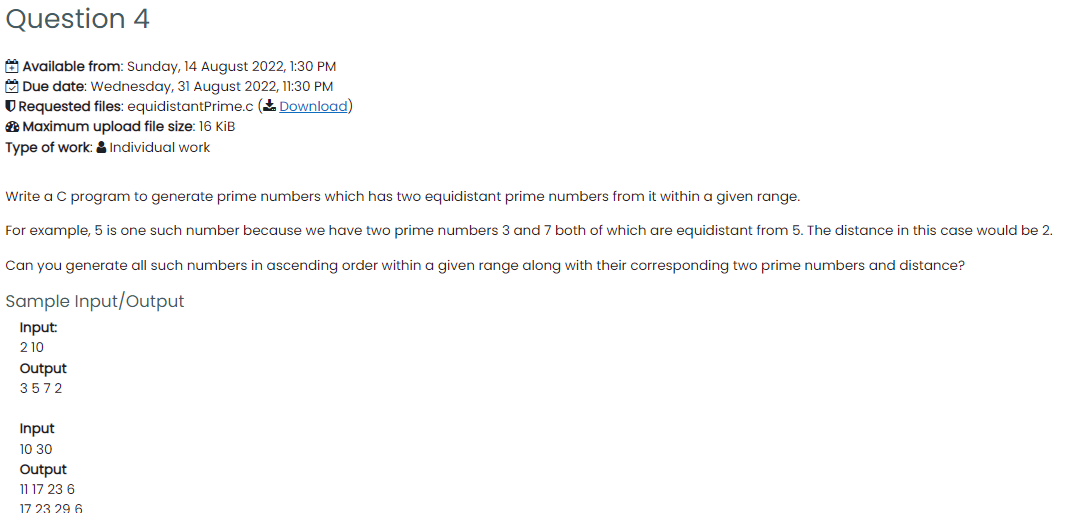 Question 4
Available from: Sunday, 14 August 2022, 1:30 PM
Due date: Wednesday, 31 August 2022, 11:30 PM
Requested files: equidistantPrime.c (Download)
Maximum upload file size: 16 KiB
Type of work: Individual work
Write a C program to generate prime numbers which has two equidistant prime numbers from it within a given range.
For example, 5 is one such number because we have two prime numbers 3 and 7 both of which are equidistant from 5. The distance in this case would be 2.
Can you generate all such numbers in ascending order within a given range along with their corresponding two prime numbers and distance?
Sample Input/Output
Input:
2 10
Output
3 5 7 2
Input
10 30
Output
11 17 23 6
17 23 29 6